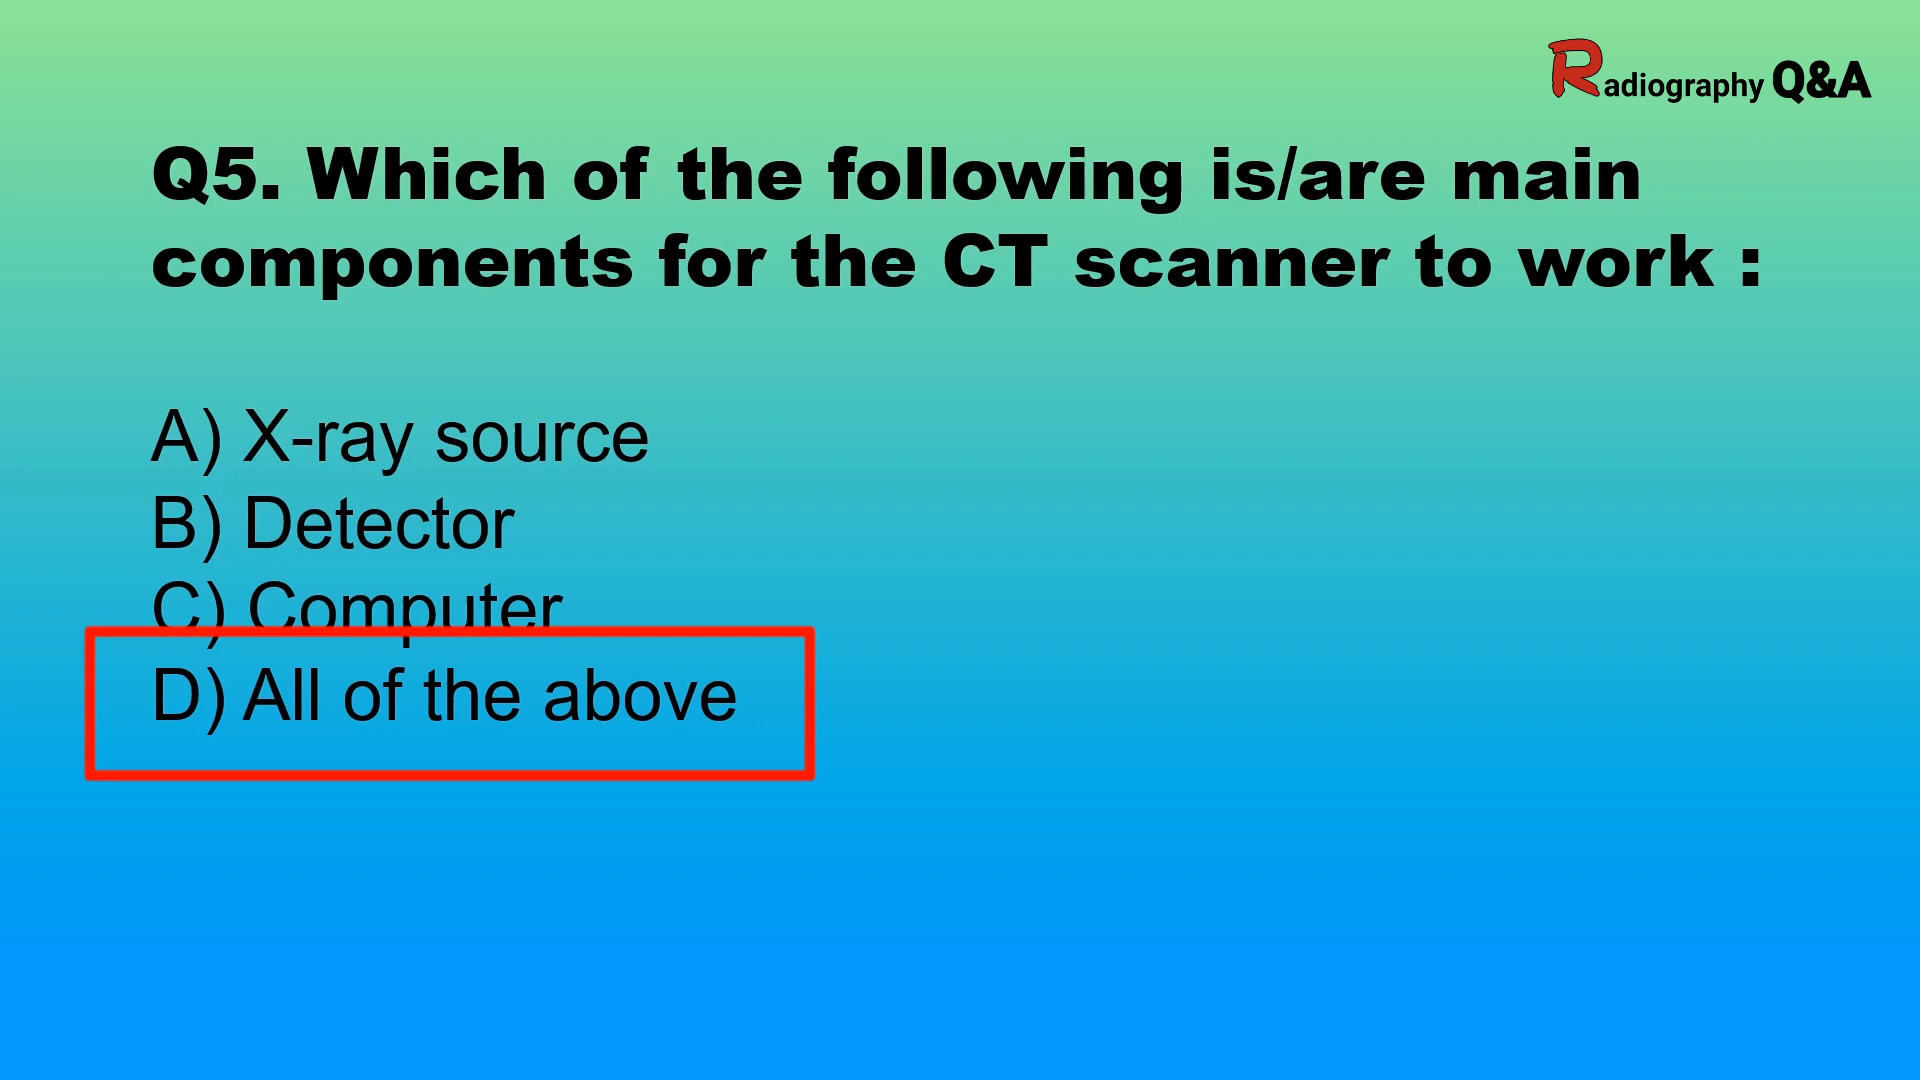 Radiography Q&A
Q5. Which of the following is/are main
components for the CT scanner to work :
A) X-ray source
B) Detector
C) Computer
D) All of the above